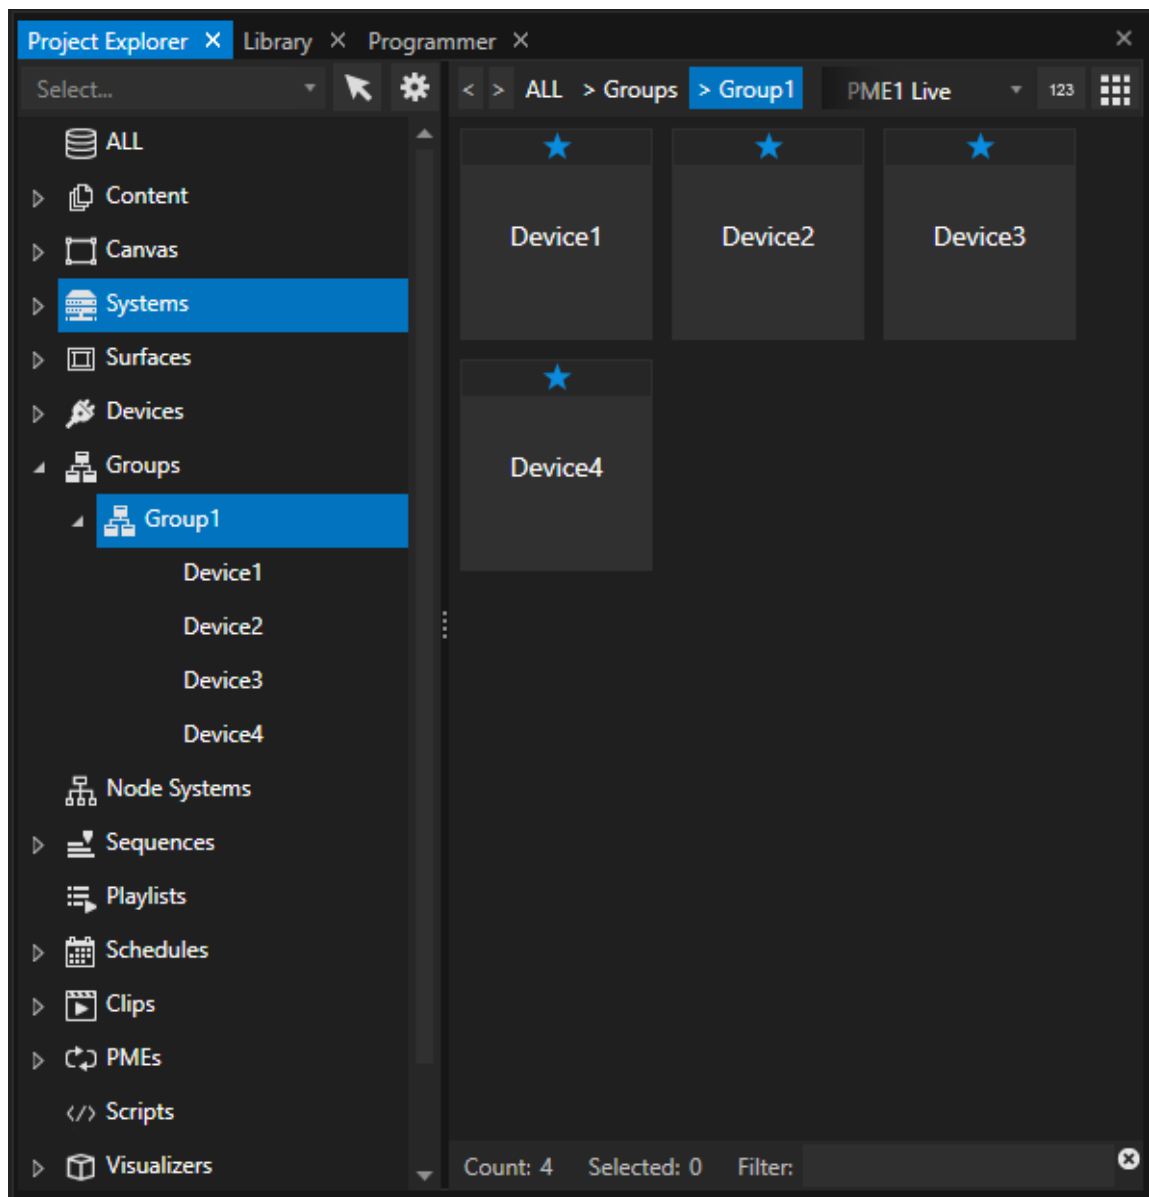 Project Explorer
Library
Programmer
Select...
< > ALL > Groups > Group1
PME1 Live
123
ALL
Content
Canvas
Systems
Surfaces
Devices
Groups
Group1
Device1
Device2
Device3
Device4
Node Systems
Sequences
Playlists
Schedules
Clips
PMEs
Scripts
Visualizers
Device1
Device2
Device3
Device4
Count: 4
Selected: 0
Filter: